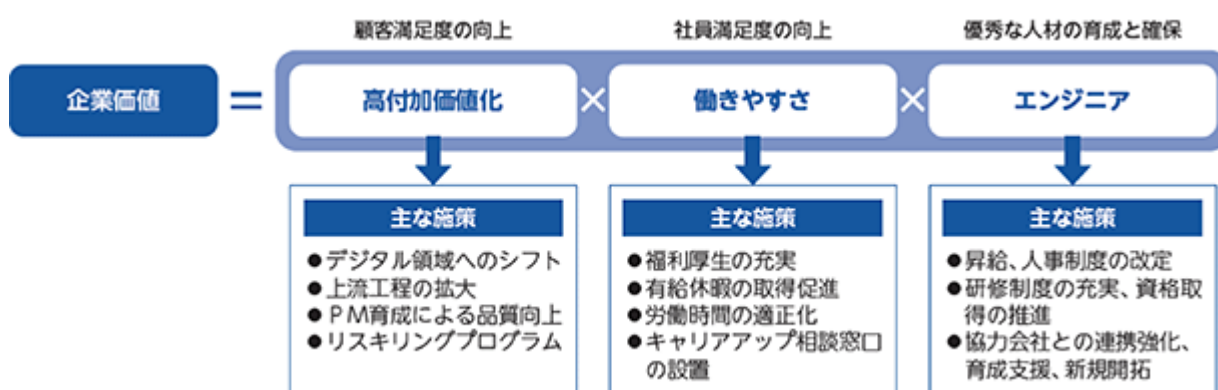 顧客満足度の向上
社員満足度の向上
優秀な人材の育成と確保
企業価値 = 高付加価値化 × 働きやすさ × エンジニア
主な施策
●デジタル領域へのシフト
●上流工程の拡大
●PM育成による品質向上
●リスキリングプログラム
主な施策
●福利厚生の充実
●有給休暇の取得促進
●労働時間の適正化
●キャリアアップ相談窓口
の設置
主な施策
●昇給、人事制度の改定
●研修制度の充実、資格取
得の推進
●協力会社との連携強化、
育成支援、新規開拓